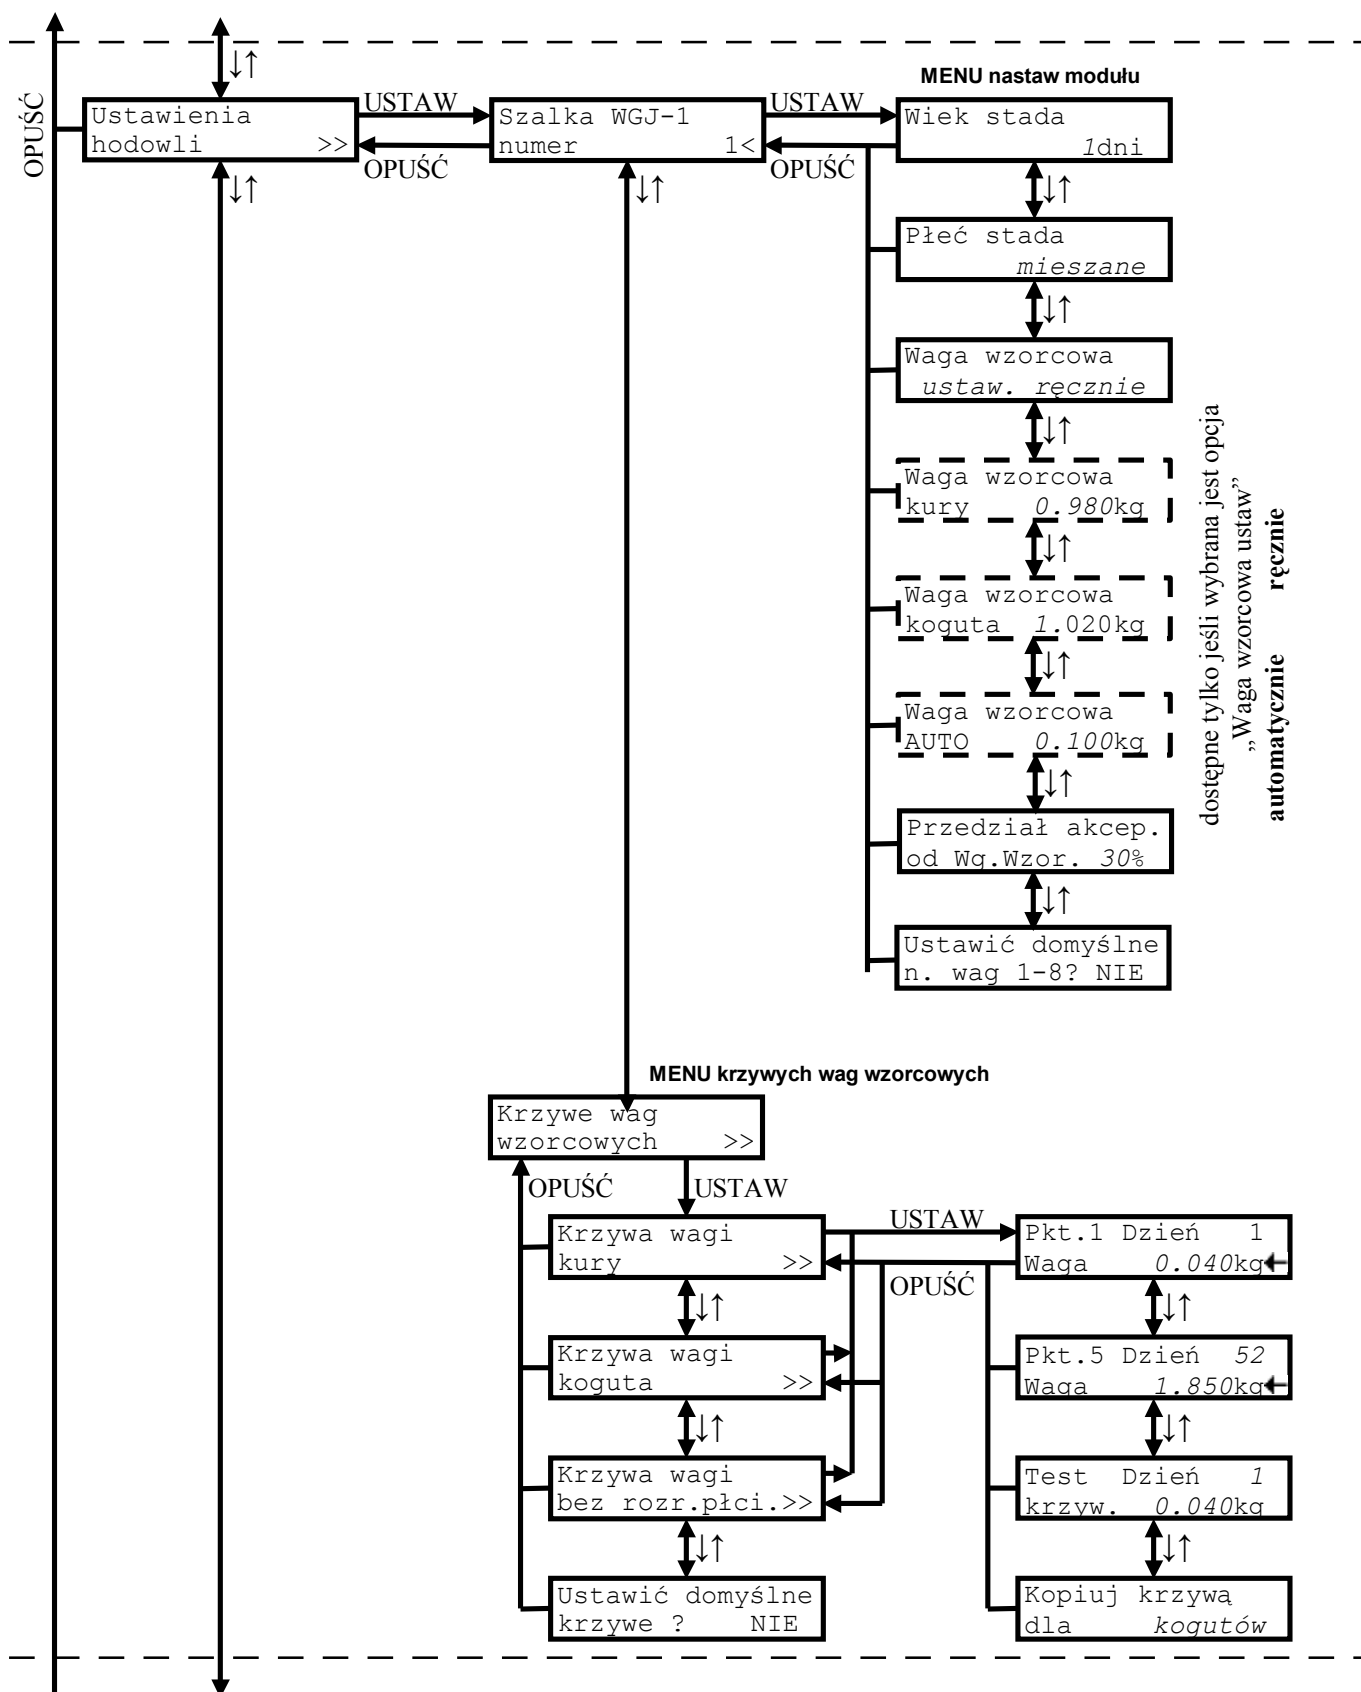 MENU nastaw modułu
OPUŚĆ
↓↑
Ustawienia
hodowli >>
USTAW
OPUŚĆ
↓↑
Szalka WGJ-1
numer 1<
USTAW
OPUŚĆ
↓↑
Wiek stada
1dni
↓↑
Płeć stada
mieszane
↓↑
Waga wzorcowa
ustaw. ręcznie
↓↑
Waga wzorcowa
kury 0.980kg
↓↑
Waga wzorcowa
koguta 1.020kg
↓↑
Waga wzorcowa
AUTO 0.100kg
↓↑
Przedział akcep.
od Wg.Wzor. 30%
↓↑
Ustawić domyślne
n. wag 1-8? NIE
dostępne tylko jeśli wybrana jest opcja
„Waga wzorcowa ustaw”
automatycznie ręcznie
MENU krzywych wag wzorcowych
Krzywe wag
wzorcowych >>
OPUŚĆ
USTAW
Krzywa wagi
kury >>
↓↑
Krzywa wagi
koguta >>
↓↑
Krzywa wagi
bez rozr.płci.>>
↓↑
Ustawić domyślne
krzywe ? NIE
USTAW
OPUŚĆ
Pkt.1 Dzień 1
Waga 0.040kg
↓↑
Pkt.5 Dzień 52
Waga 1.850kg
↓↑
Test Dzień 1
krzyw. 0.040kg
↓↑
Kopiuj krzywą
dla kogutów